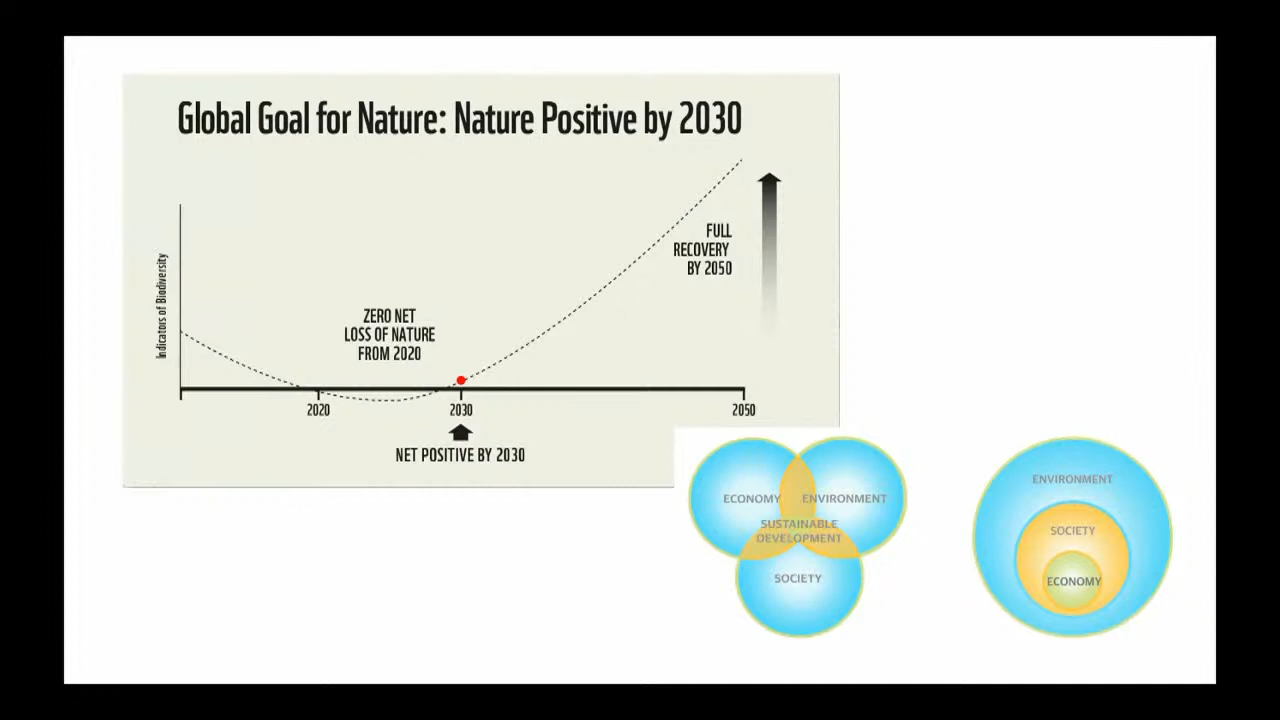 Global Goal for Nature: Nature Positive by 2030
Indicators of Biodiversity
FULL
RECOVERY
BY 2050
ZERO NET
LOSS OF NATURE
FROM 2020
2020
2030
2050
NET POSITIVE BY 2030
ECONOMY
ENVIRONMENT
SUSTAINABLE
DEVELOPMENT
SOCIETY
ENVIRONMENT
SOCIETY
ECONOMY